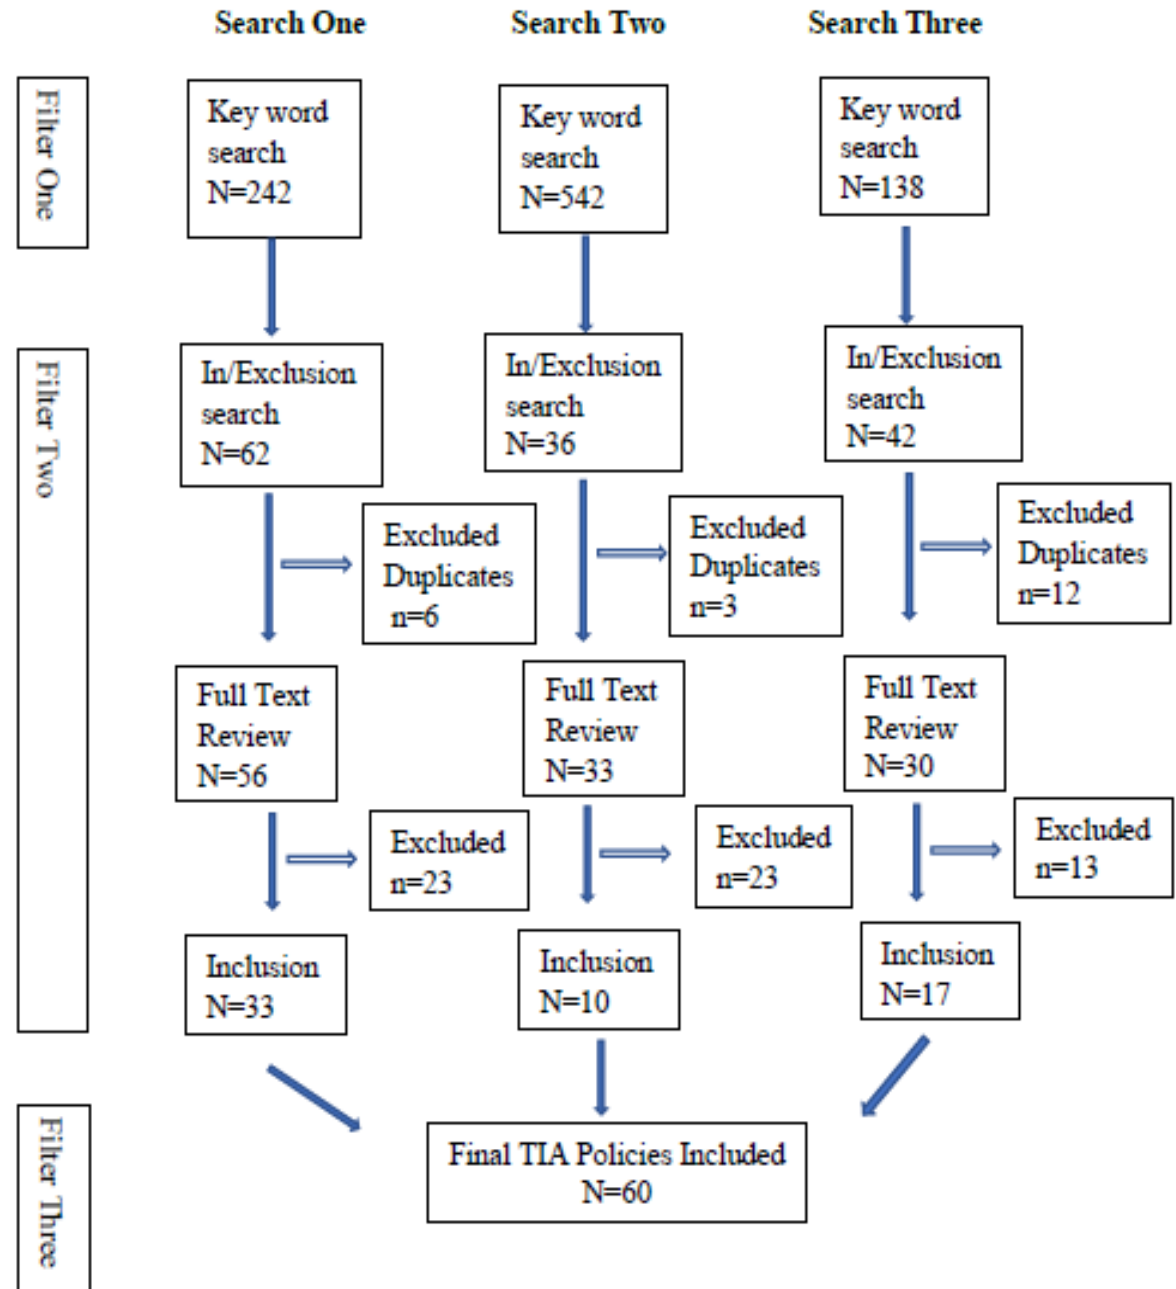 Search One
Search Two
Search Three
Filter One
Key word
search
N=242
Key word
search
N=542
Key word
search
N=138
Filter Two
In/Exclusion
search
N=62
In/Exclusion
search
N=36
In/Exclusion
search
N=42
Excluded
Duplicates
n=6
Excluded
Duplicates
n=3
Excluded
Duplicates
n=12
Full Text
Review
N=56
Full Text
Review
N=33
Full Text
Review
N=30
Excluded
n=23
Excluded
n=23
Excluded
n=13
Inclusion
N=33
Inclusion
N=10
Inclusion
N=17
Filter Three
Final TIA Policies Included
N=60